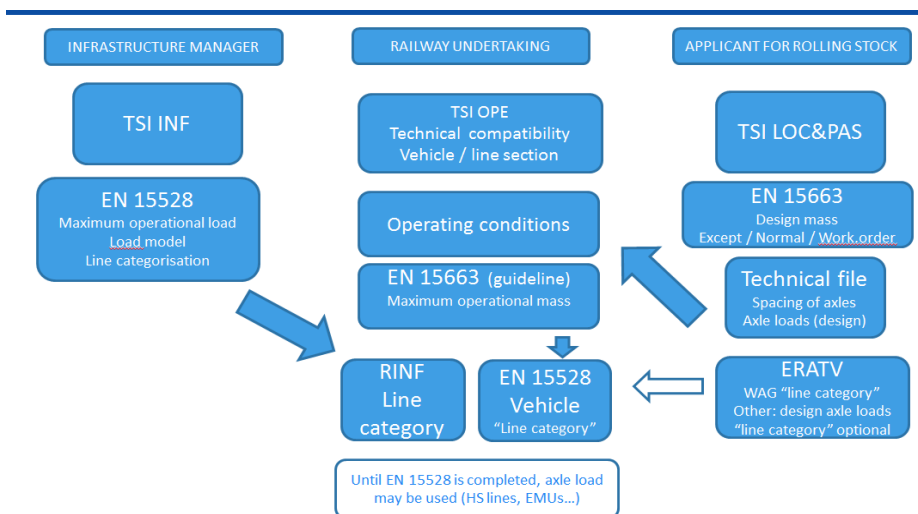 INFRASTRUCTURE MANAGER
RAILWAY UNDERTAKING
APPLICANT FOR ROLLING STOCK
TSI INF
EN 15528
Maximum operational load
Load model
Line categorisation
TSI OPE
Technical compatibility
Vehicle / line section
Operating conditions
EN 15663 (guideline)
Maximum operational mass
RINF
Line
category
EN 15528
Vehicle
“Line category”
TSI LOC&PAS
EN 15663
Design mass
Except / Normal / Work.order
Technical file
Spacing of axles
Axle loads (design)
ERATV
WAG “line category”
Other: design axle loads
“line category” optional
Until EN 15528 is completed, axle load
may be used (HS lines, EMUs…)